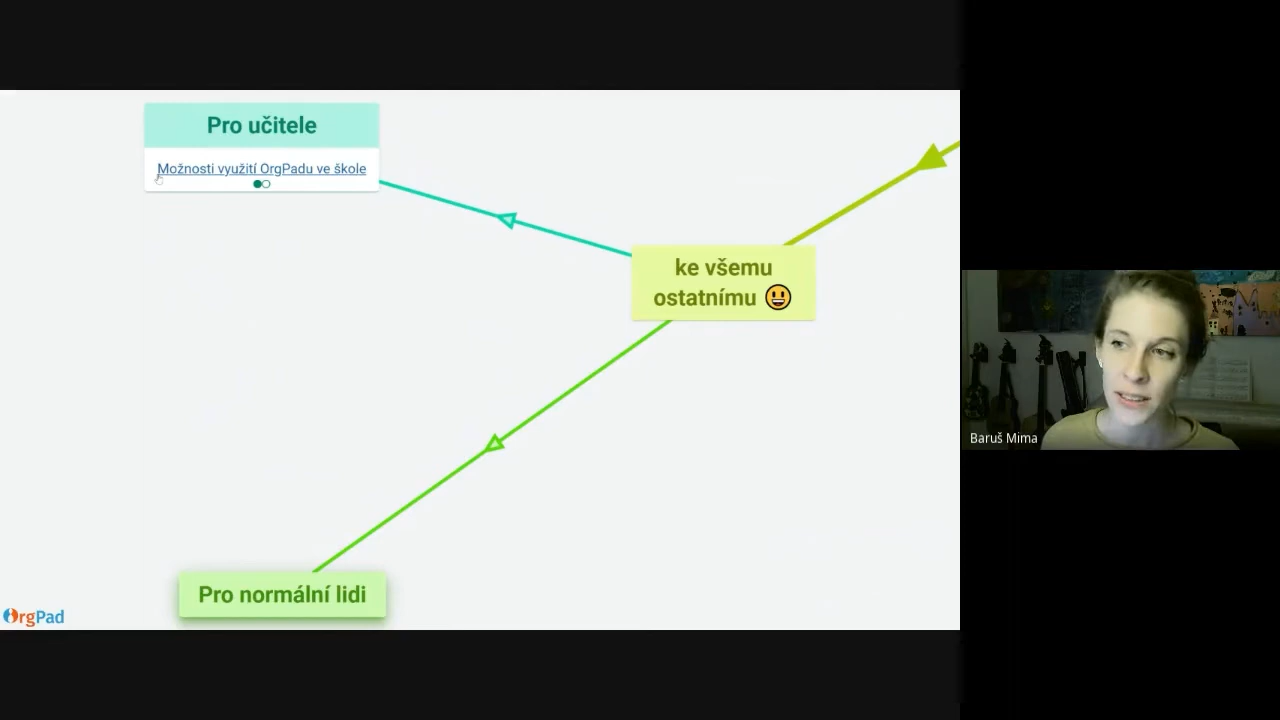 Pro učitele
Možnosti využití OrgPadu ve škole
ke všemu
ostatnímu
Pro normální lidi
OrgPad
Baruš Mima